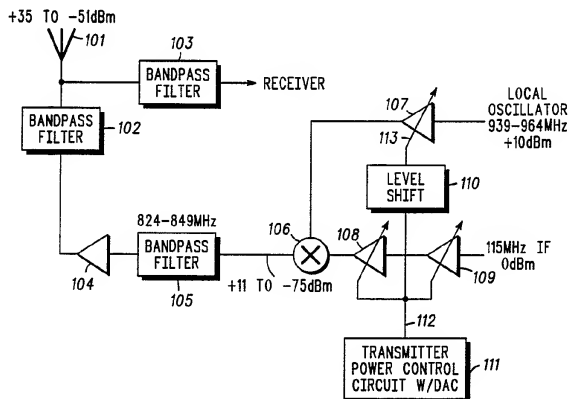 +35 TO -51dBm
101
103
BANDPASS
FILTER
RECEIVER
BANDPASS
FILTER
102
107
113
LOCAL
OSCILLATOR
939-964MHz
+10dBm
LEVEL
SHIFT
110
824-849MHz
104
BANDPASS
FILTER
105
106
+11 TO -75dBm
108
109
115MHz IF
0dBm
112
TRANSMITTER
POWER CONTROL
CIRCUIT W/DAC
111